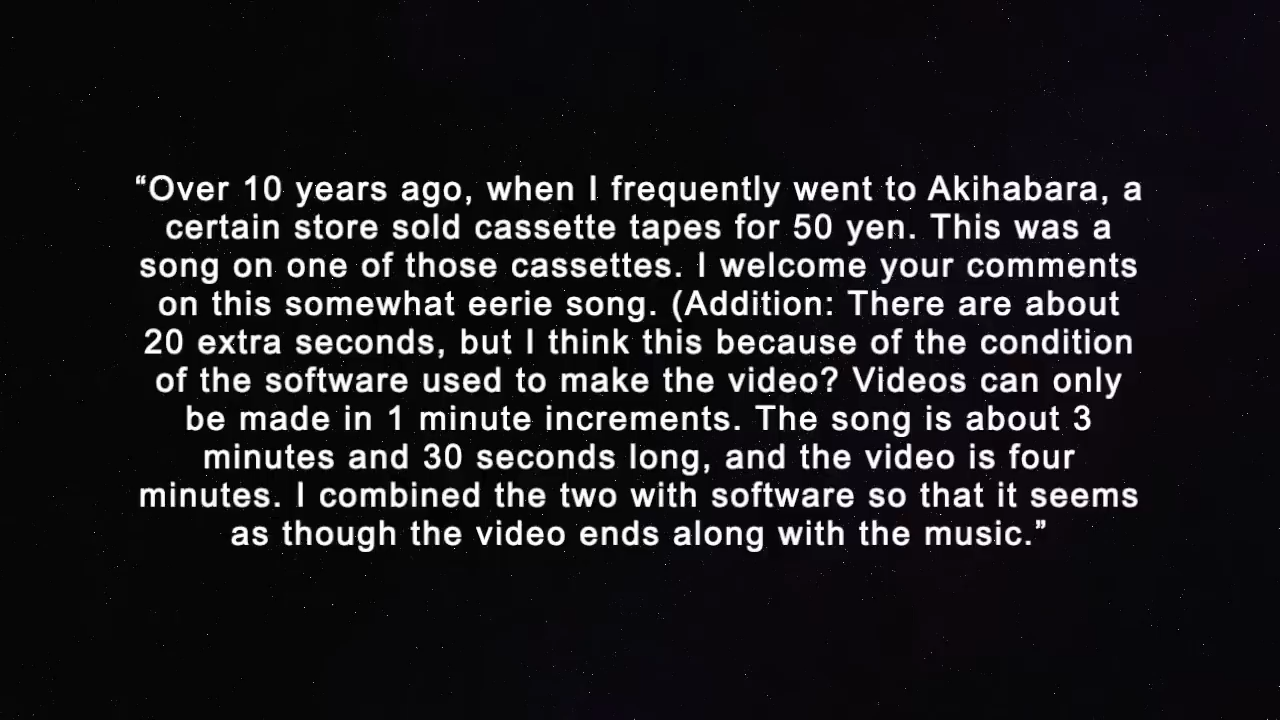 “Over 10 years ago, when I frequently went to Akihabara, a
certain store sold cassette tapes for 50 yen. This was a
song on one of those cassettes. I welcome your comments
on this somewhat eerie song. (Addition: There are about
20 extra seconds, but I think this because of the condition
of the software used to make the video? Videos can only
be made in 1 minute increments. The song is about 3
minutes and 30 seconds long, and the video is four
minutes. I combined the two with software so that it seems
as though the video ends along with the music.”